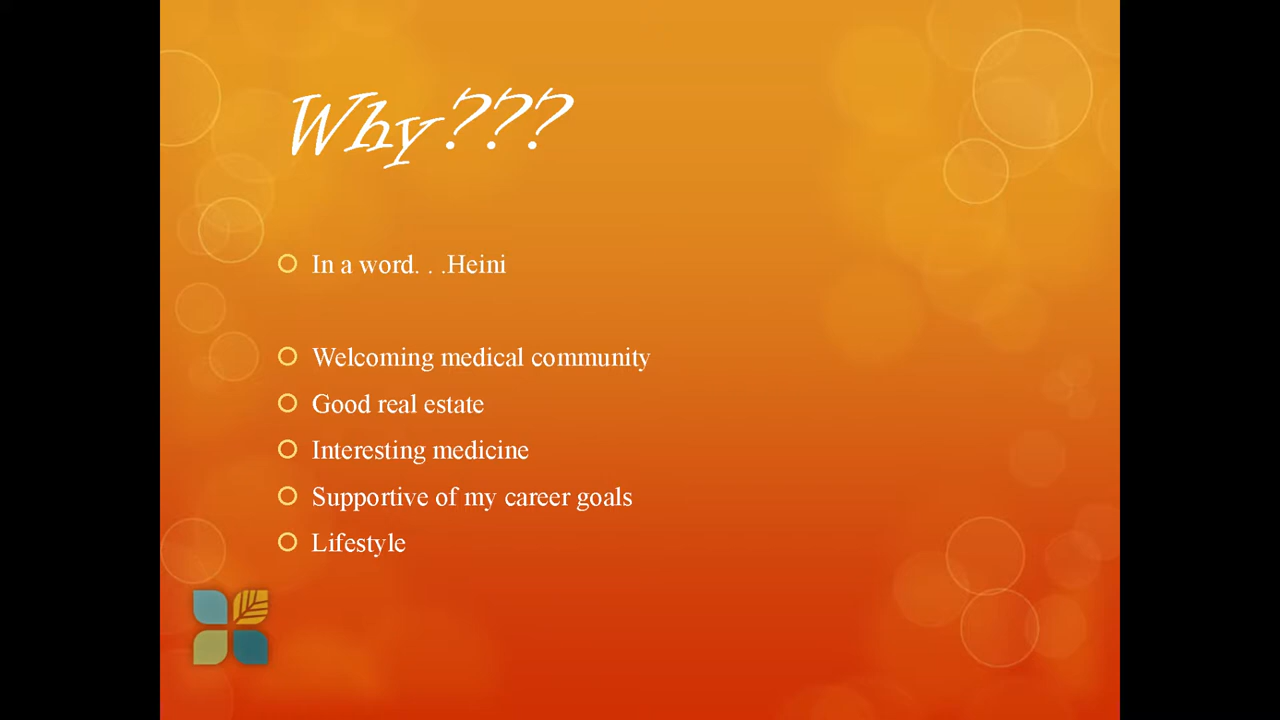 Why???
In a word. . .Heini
Welcoming medical community
Good real estate
Interesting medicine
Supportive of my career goals
Lifestyle